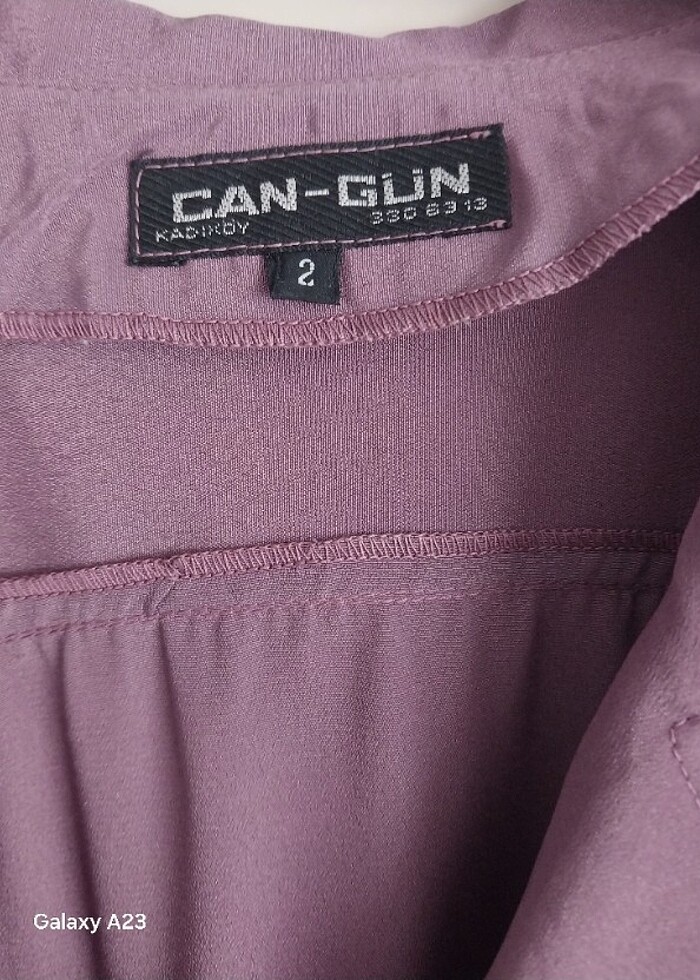 CAN-GÜN
KADIKÖY 330 63 13
2
Galaxy A23